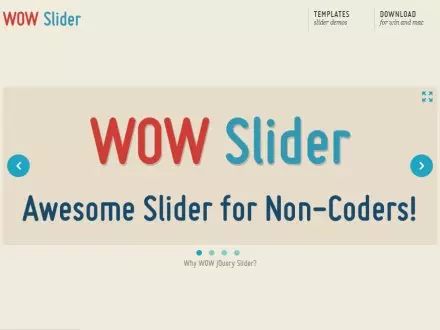 WOW Slider
TEMPLATES
slider demos
DOWNLOAD
for win and mac
WOW Slider
Awesome Slider for Non-Coders!
Why WOW jQuery Slider?